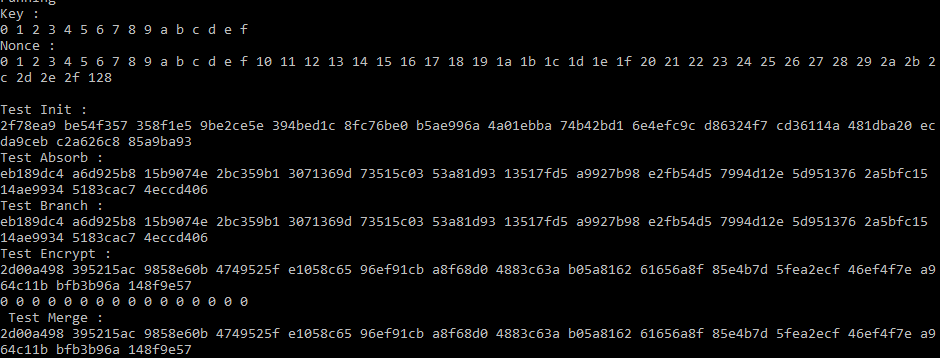 Key :
0 1 2 3 4 5 6 7 8 9 a b c d e f
Nonce :
0 1 2 3 4 5 6 7 8 9 a b c d e f 10 11 12 13 14 15 16 17 18 19 1a 1b 1c 1d 1e 1f 20 21 22 23 24 25 26 27 28 29 2a 2b 2
c 2d 2e 2f 128
Test Init :
2f78ea9 be54f357 358f1e5 9be2ce5e 394bed1c 8fc76be0 b5ae996a 4a01ebba 74b42bd1 6e4efc9c d86324f7 cd36114a 481dba20 ec
da9ceb c2a626c8 85a9ba93
Test Absorb :
eb189dc4 a6d925b8 15b9074e 2bc359b1 3071369d 73515c03 53a81d93 13517fd5 a9927b98 e2fb54d5 7994d12e 5d951376 2a5bfc15
14ae9934 5183cac7 4eccd406
Test Branch :
eb189dc4 a6d925b8 15b9074e 2bc359b1 3071369d 73515c03 53a81d93 13517fd5 a9927b98 e2fb54d5 7994d12e 5d951376 2a5bfc15
14ae9934 5183cac7 4eccd406
Test Encrypt :
2d00a498 395215ac 9858e60b 4749525f e1058c65 96ef91cb a8f68d0 4883c63a b05a8162 61656a8f 85e4b7d 5fea2ecf 46ef4f7e a9
64c11b bfb3b96a 148f9e57
0 0 0 0 0 0 0 0 0 0 0 0 0 0 0 0 0
Test Merge :
2d00a498 395215ac 9858e60b 4749525f e1058c65 96ef91cb a8f68d0 4883c63a b05a8162 61656a8f 85e4b7d 5fea2ecf 46ef4f7e a9
64c11b bfb3b96a 148f9e57